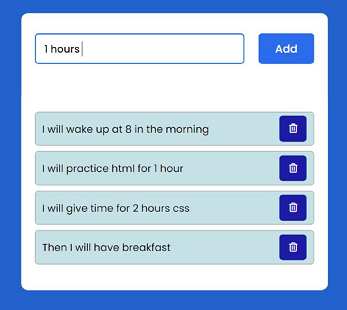 1 hours
Add
I will wake up at 8 in the morning
I will practice html for 1 hour
I will give time for 2 hours css
Then I will have breakfast